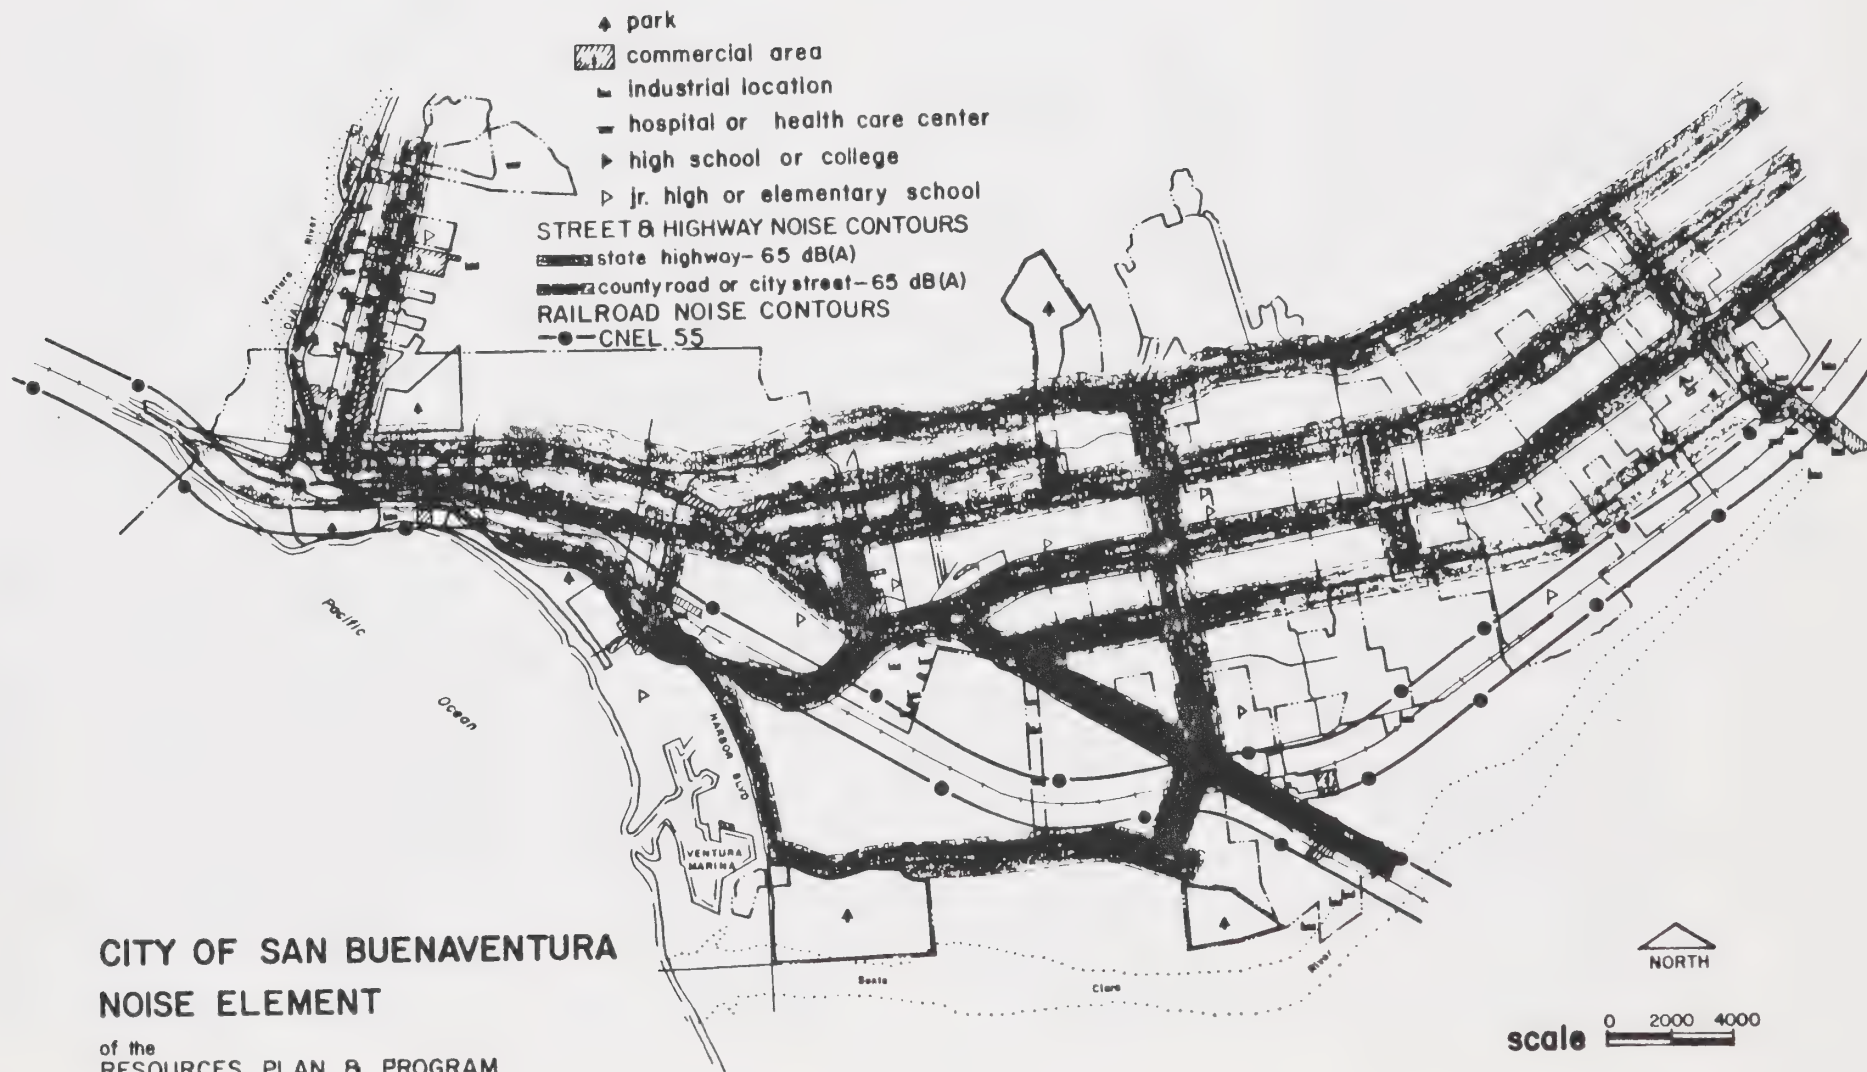 park
commercial area
industrial location
hospital or health care center
high school or college
jr. high or elementary school
STREET & HIGHWAY NOISE CONTOURS
state highway- 65 dB(A)
county road or city street-65 dB(A)
RAILROAD NOISE CONTOURS
CNEL 55
Ventura River
Pacific
Ocean
HARBOR BLVD
VENTURA
MARINA
Santa Clara River
CITY OF SAN BUENAVENTURA
NOISE ELEMENT
of the
RESOURCES PLAN & PROGRAM
NORTH
scale 0 2000 4000